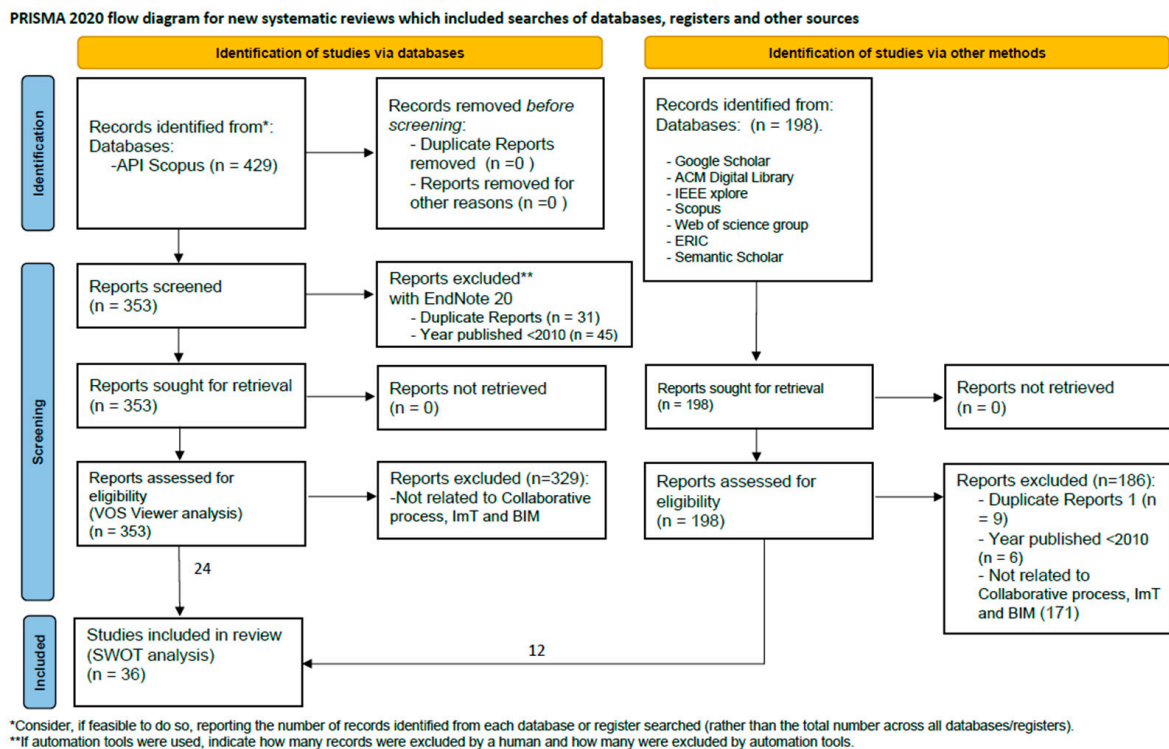 PRISMA 2020 flow diagram for new systematic reviews which included searches of databases, registers and other sources
Identification of studies via databases
Identification of studies via other methods
Identification
Records identified from*:
Databases:
-API Scopus (n = 429)
Records removed before
screening:
- Duplicate Reports
removed (n =0 )
- Reports removed for
other reasons (n =0 )
Records identified from:
Databases: (n = 198).
- Google Scholar
- ACM Digital Library
- IEEE xplore
- Scopus
- Web of science group
- ERIC
- Semantic Scholar
Screening
Reports screened
(n = 353)
Reports excluded**
with EndNote 20
- Duplicate Reports (n = 31)
- Year published <2010 (n = 45)
Reports sought for retrieval
(n = 353)
Reports not retrieved
(n = 0)
Reports sought for retrieval
(n = 198)
Reports not retrieved
(n = 0)
Reports assessed for
eligibility
(VOS Viewer analysis)
(n = 353)
Reports excluded (n=329):
-Not related to Collaborative
process, ImT and BIM
Reports assessed for
eligibility
(n = 198)
Reports excluded (n=186):
- Duplicate Reports 1 (n
= 9)
- Year published <2010
(n = 6)
- Not related to
Collaborative process, ImT
and BIM (171)
24
12
Included
Studies included in review
(SWOT analysis)
(n = 36)
*Consider, if feasible to do so, reporting the number of records identified from each database or register searched (rather than the total number across all databases/registers).
**If automation tools were used, indicate how many records were excluded by a human and how many were excluded by automation tools.